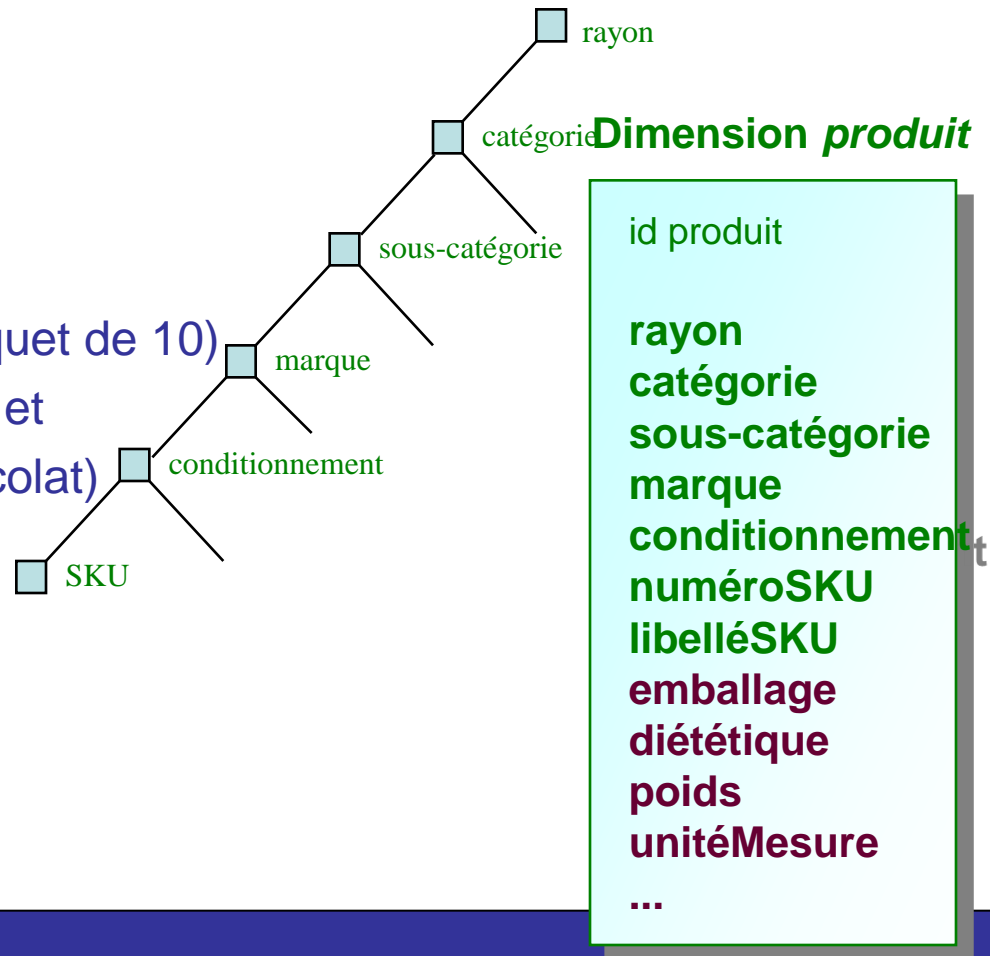 rayon
catégorie
Dimension produit
sous-catégorie
quet de 10)
marque
et
conditionnement
colat)
SKU
id produit
rayon
catégorie
sous-catégorie
marque
conditionnement
t
numéroSKU
libelléSKU
emballage
diététique
poids
unitéMesure
...